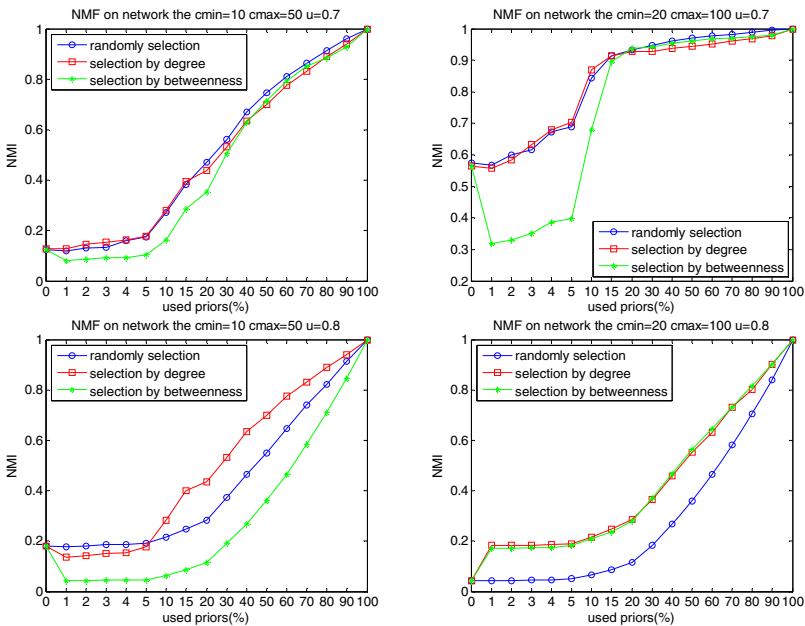 NMF on network the cmin=10 cmax=50 u=0.7
NMI
1
0.8
0.6
0.4
0.2
0
randomly selection
selection by degree
selection by betweenness
0 1 2 3 4 5 10 15 20 30 40 50 60 70 80 90 100
used priors(%)
NMF on network the cmin=20 cmax=100 u=0.7
NMI
1
0.9
0.8
0.7
0.6
0.5
0.4
0.3
0.2
randomly selection
selection by degree
selection by betweenness
0 1 2 3 4 5 10 15 20 30 40 50 60 70 80 90 100
used priors(%)
NMF on network the cmin=10 cmax=50 u=0.8
NMI
1
0.8
0.6
0.4
0.2
0
randomly selection
selection by degree
selection by betweenness
0 1 2 3 4 5 10 15 20 30 40 50 60 70 80 90 100
used priors(%)
NMF on network the cmin=20 cmax=100 u=0.8
NMI
1
0.8
0.6
0.4
0.2
0
randomly selection
selection by degree
selection by betweenness
0 1 2 3 4 5 10 15 20 30 40 50 60 70 80 90 100
used priors(%)